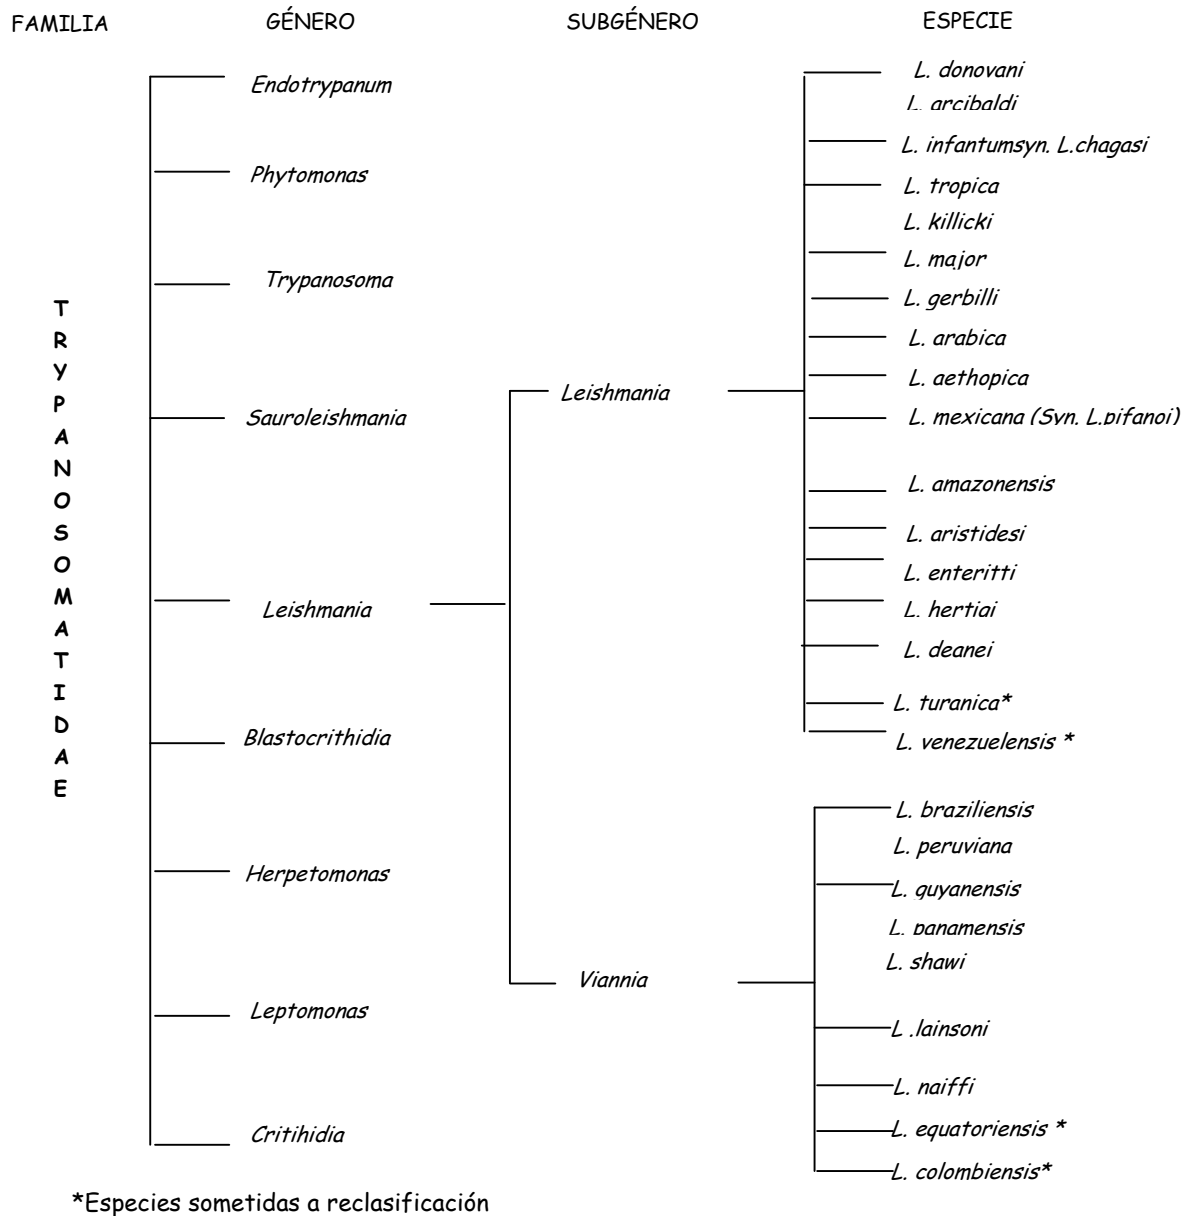 FAMILIA GÉNERO SUBGÉNERO ESPECIE
TRYPANOSOMATIDAE
Endotrypanum
Phytomonas
Trypanosoma
Sauroleishmania
Leishmania
Blastocrithidia
Herpetomonas
Leptomonas
Critihidia
Leishmania
Viannia
L. donovani
L. arcibaldi
L. infantumsyn. L.chagasi
L. tropica
L. killicki
L. major
L. gerbilli
L. arabica
L. aethopica
L. mexicana (Syn. L.pifanoi)
L. amazonensis
L. aristidesi
L. enteritti
L. hertiai
L. deanei
L. turanica*
L. venezuelensis *
L. braziliensis
L. peruviana
L. guyanensis
L. panamensis
L. shawi
L .lainsoni
L. naiffi
L. equatoriensis *
L. colombiensis*
*Especies sometidas a reclasificación